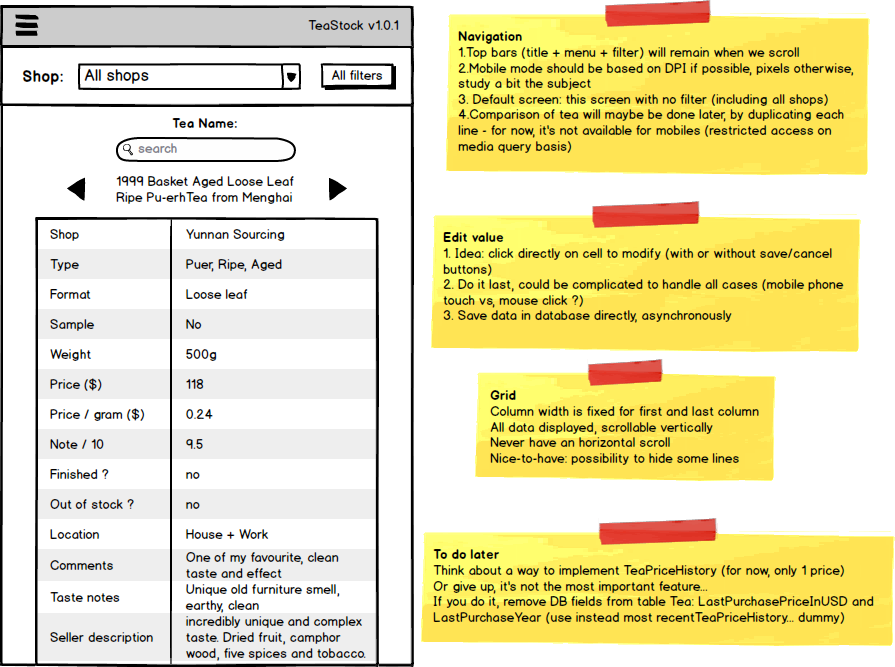 TeaStock v1.0.1
Shop: All shops All filters
Tea Name:
search
1999 Basket Aged Loose Leaf
Ripe Pu-erhTea from Menghai
Shop Yunnan Sourcing
Type Puer, Ripe, Aged
Format Loose leaf
Sample No
Weight 500g
Price ($) 118
Price / gram ($) 0.24
Note / 10 9.5
Finished ? no
Out of stock ? no
Location House + Work
Comments One of my favourite, clean
taste and effect
Taste notes Unique old furniture smell,
earthy, clean
Seller description incredibly unique and complex
taste. Dried fruit, camphor
wood, five spices and tobacco.
Navigation
1.Top bars (title + menu + filter) will remain when we scroll
2.Mobile mode should be based on DPI if possible, pixels otherwise,
study a bit the subject
3. Default screen: this screen with no filter (including all shops)
4.Comparison of tea will maybe be done later, by duplicating each
line - for now, it's not available for mobiles (restricted access on
media query basis)
Edit value
1. Idea: click directly on cell to modify (with or without save/cancel
buttons)
2. Do it last, could be complicated to handle all cases (mobile phone
touch vs, mouse click ?)
3. Save data in database directly, asynchronously
Grid
Column width is fixed for first and last column
All data displayed, scrollable vertically
Never have an horizontal scroll
Nice-to-have: possibility to hide some lines
To do later
Think about a way to implement TeaPriceHistory (for now, only 1 price)
Or give up, it's not the most important feature...
If you do it, remove DB fields from table Tea: LastPurchasePriceInUSD and
LastPurchaseYear (use instead most recentTeaPriceHistory... dummy)